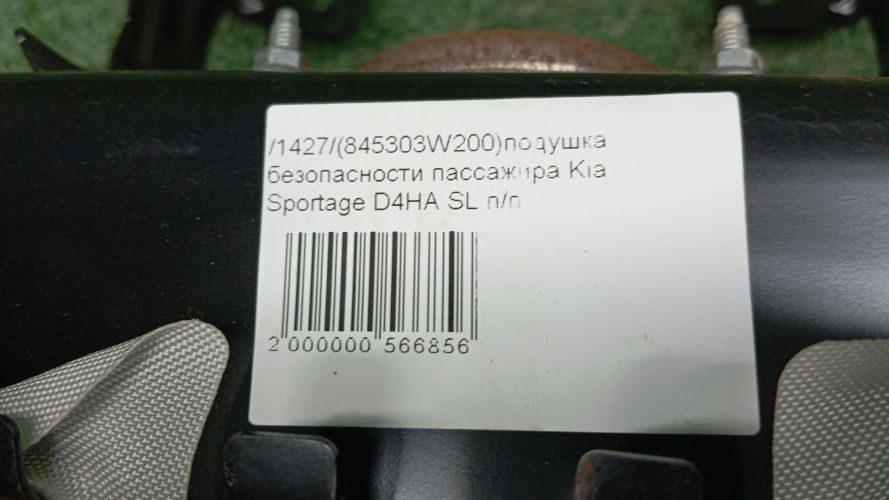 /1427/(845303W200)подушка
безопасности пассажира Kia
Sportage D4HA SL п/п
2 000000 566856